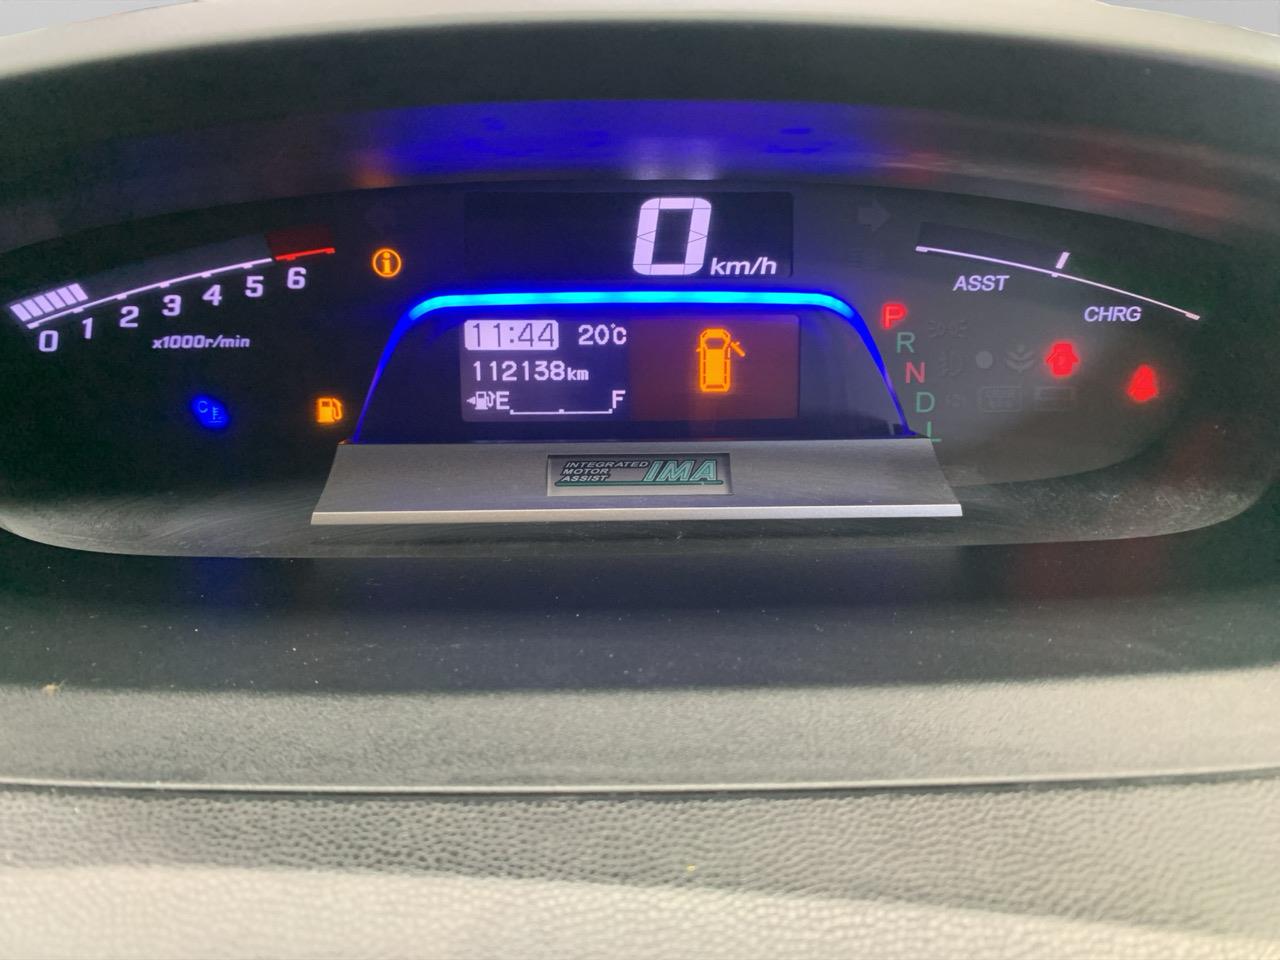 0 km/h
0 1 2 3 4 5 6
x1000r/min
ASST
CHRG
11:44 20°C
112138km
E F
P
R
N
D
L
INTEGRATED
MOTOR
ASSIST
IMA